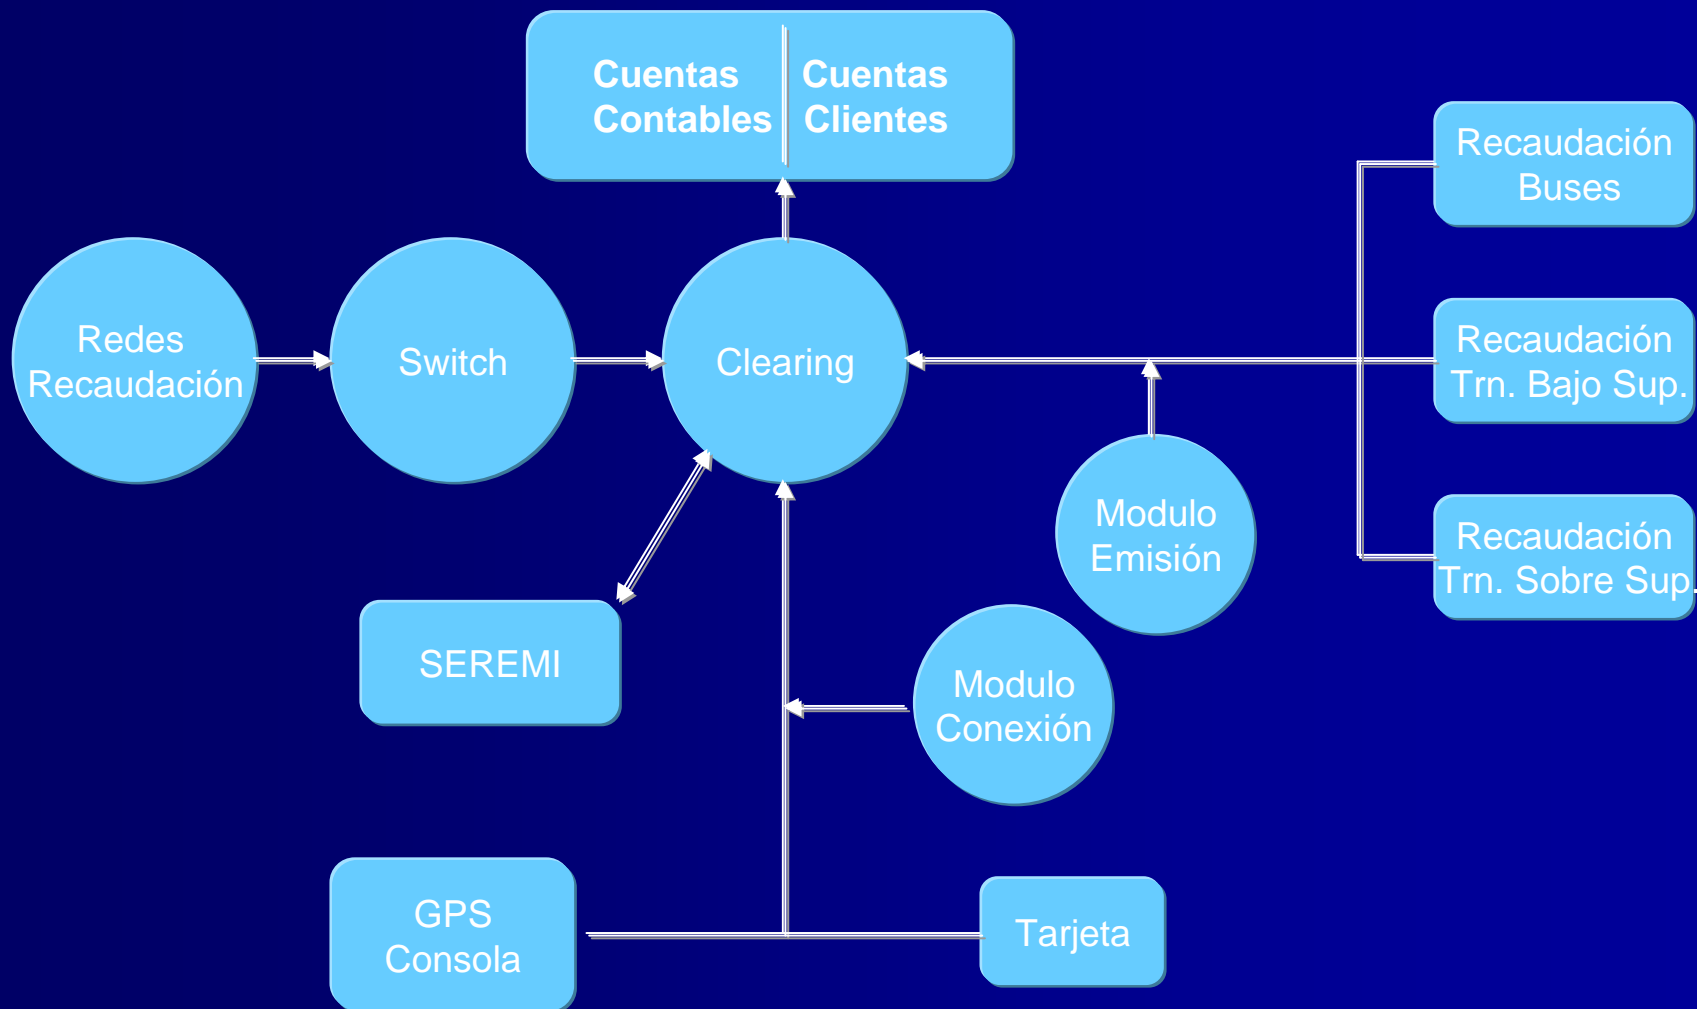 Cuentas
Contables
Cuentas
Clientes
Recaudación
Buses
Redes
Recaudación
Switch
Clearing
Recaudación
Trn. Bajo Sup.
Modulo
Emisión
Recaudación
Trn. Sobre Sup.
SEREMI
Modulo
Conexión
GPS
Consola
Tarjeta